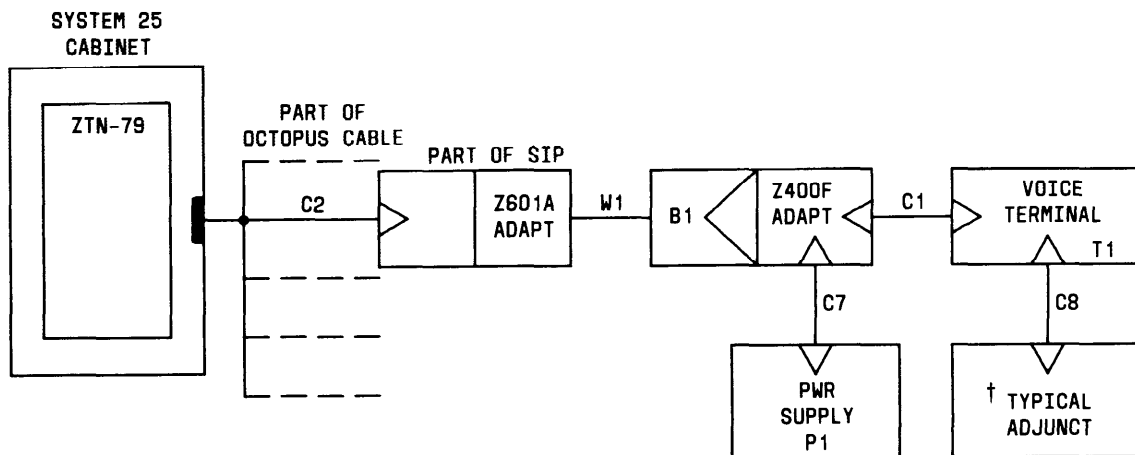 SYSTEM 25
CABINET
ZTN-79
PART OF
OCTOPUS CABLE
C2
PART OF SIP
Z601A
ADAPT
W1
B1
Z400F
ADAPT
C1
VOICE
TERMINAL
T1
C7
C8
PWR
SUPPLY
P1
† TYPICAL
ADJUNCT